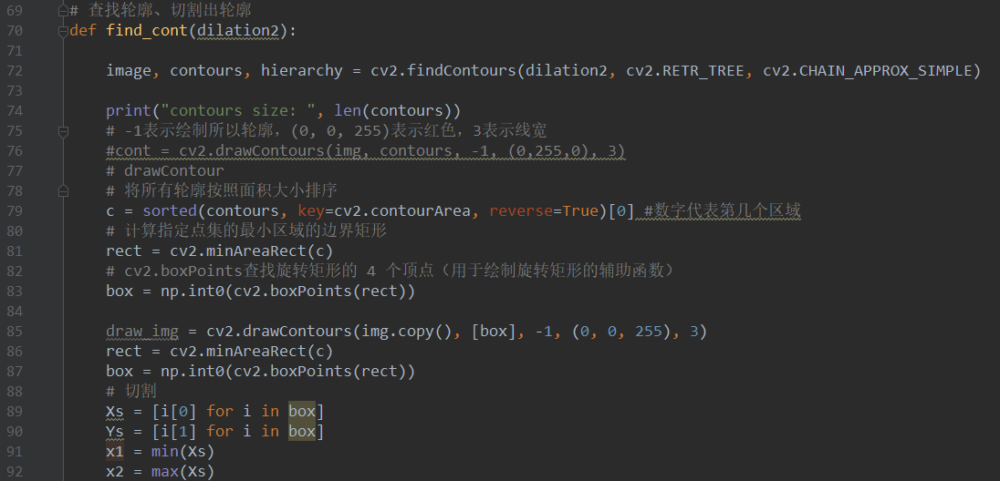 69 # 查找轮廓、切割出轮廓
70 def find_cont(dilation2):
71
72 image, contours, hierarchy = cv2.findContours(dilation2, cv2.RETR_TREE, cv2.CHAIN_APPROX_SIMPLE)
73
74 print("contours size: ", len(contours))
75 # -1表示绘制所以轮廓，(0, 0, 255)表示红色，3表示线宽
76 #cont = cv2.drawContours(img, contours, -1, (0,255,0), 3)
77 # drawContour
78 # 将所有轮廓按照面积大小排序
79 c = sorted(contours, key=cv2.contourArea, reverse=True)[0] #数字代表第几个区域
80 # 计算指定点集的最小区域的边界矩形
81 rect = cv2.minAreaRect(c)
82 # cv2.boxPoints查找旋转矩形的 4 个顶点（用于绘制旋转矩形的辅助函数）
83 box = np.int0(cv2.boxPoints(rect))
84
85 draw_img = cv2.drawContours(img.copy(), [box], -1, (0, 0, 255), 3)
86 rect = cv2.minAreaRect(c)
87 box = np.int0(cv2.boxPoints(rect))
88 # 切割
89 Xs = [i[0] for i in box]
90 Ys = [i[1] for i in box]
91 x1 = min(Xs)
92 x2 = max(Xs)